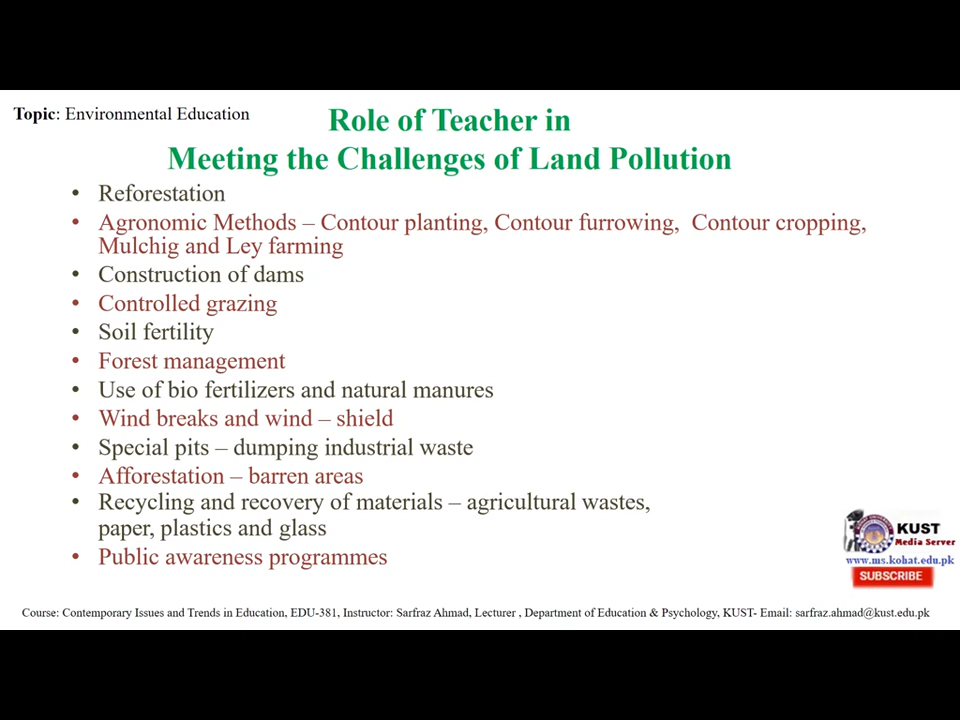 Topic: Environmental Education
Role of Teacher in
Meeting the Challenges of Land Pollution
• Reforestation
• Agronomic Methods – Contour planting, Contour furrowing, Contour cropping,
Mulchig and Ley farming
• Construction of dams
• Controlled grazing
• Soil fertility
• Forest management
• Use of bio fertilizers and natural manures
• Wind breaks and wind – shield
• Special pits – dumping industrial waste
• Afforestation – barren areas
• Recycling and recovery of materials – agricultural wastes,
paper, plastics and glass
• Public awareness programmes
KUST
Media Server
www.ms.kohat.edu.pk
SUBSCRIBE
Course: Contemporary Issues and Trends in Education, EDU-381, Instructor: Sarfraz Ahmad, Lecturer , Department of Education & Psychology, KUST- Email: sarfraz.ahmad@kust.edu.pk